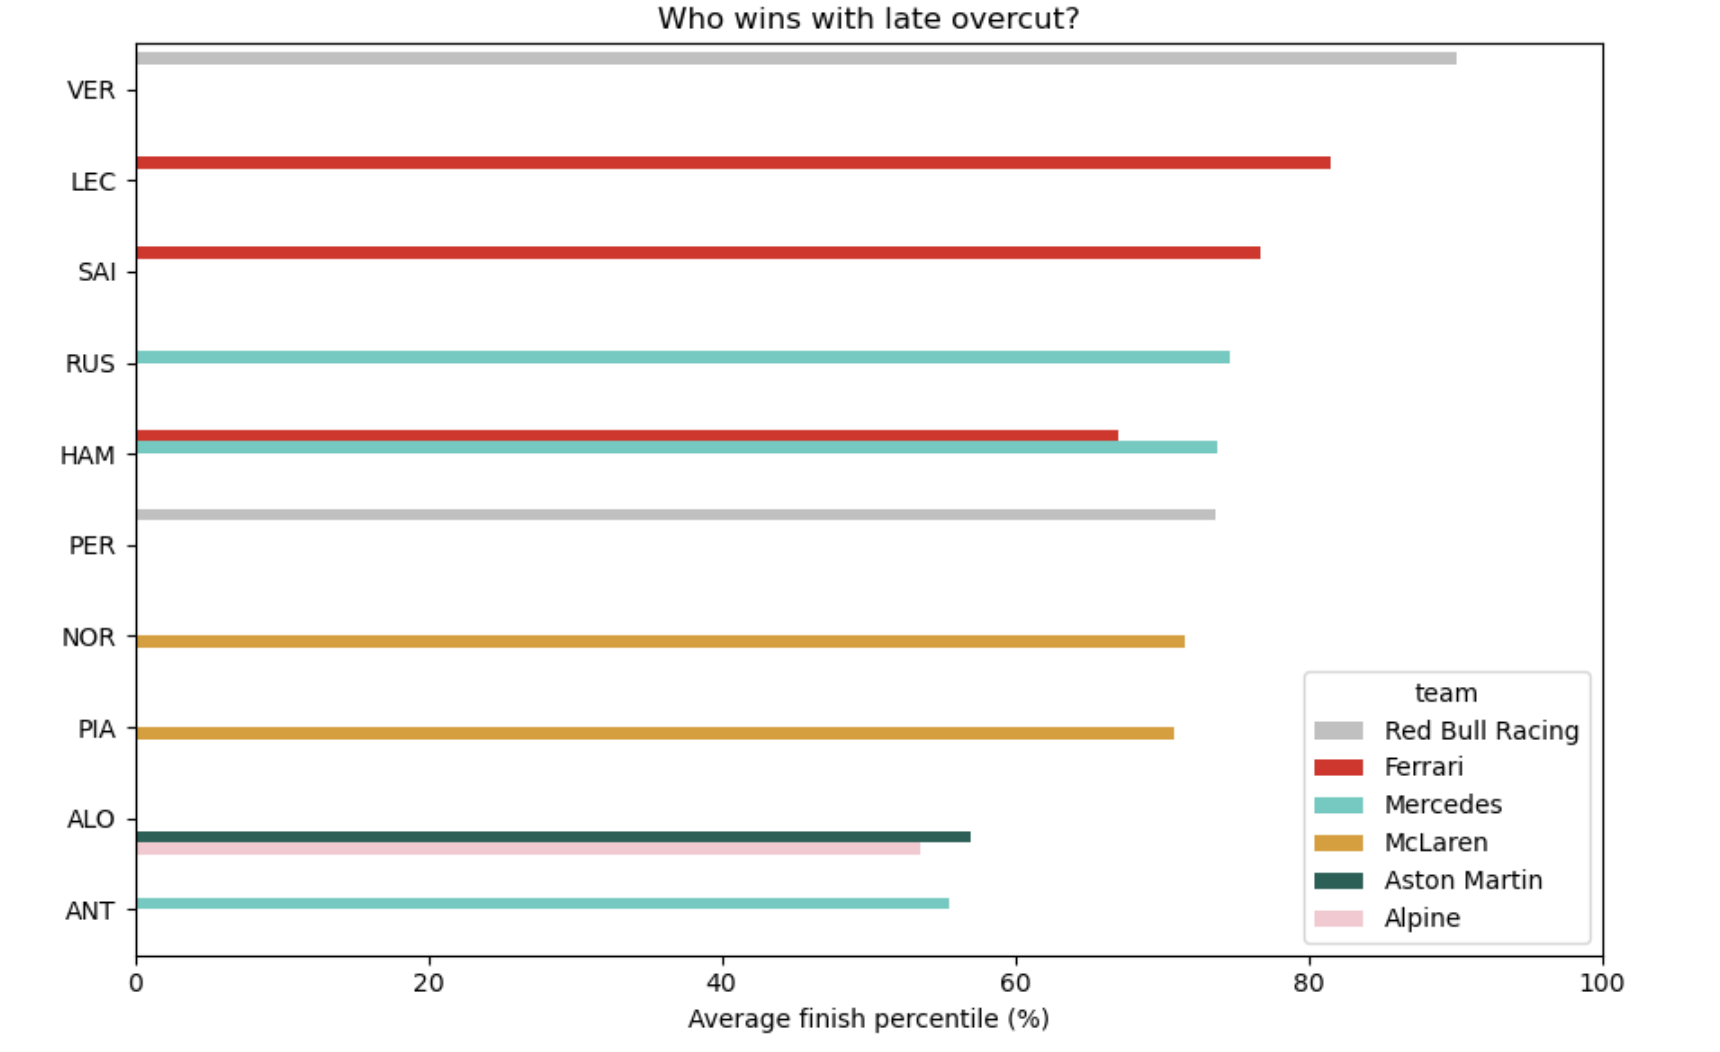 Who wins with late overcut?
VER
LEC
SAI
RUS
HAM
PER
NOR
PIA
ALO
ANT
team
Red Bull Racing
Ferrari
Mercedes
McLaren
Aston Martin
Alpine
0 20 40 60 80 100
Average finish percentile (%)